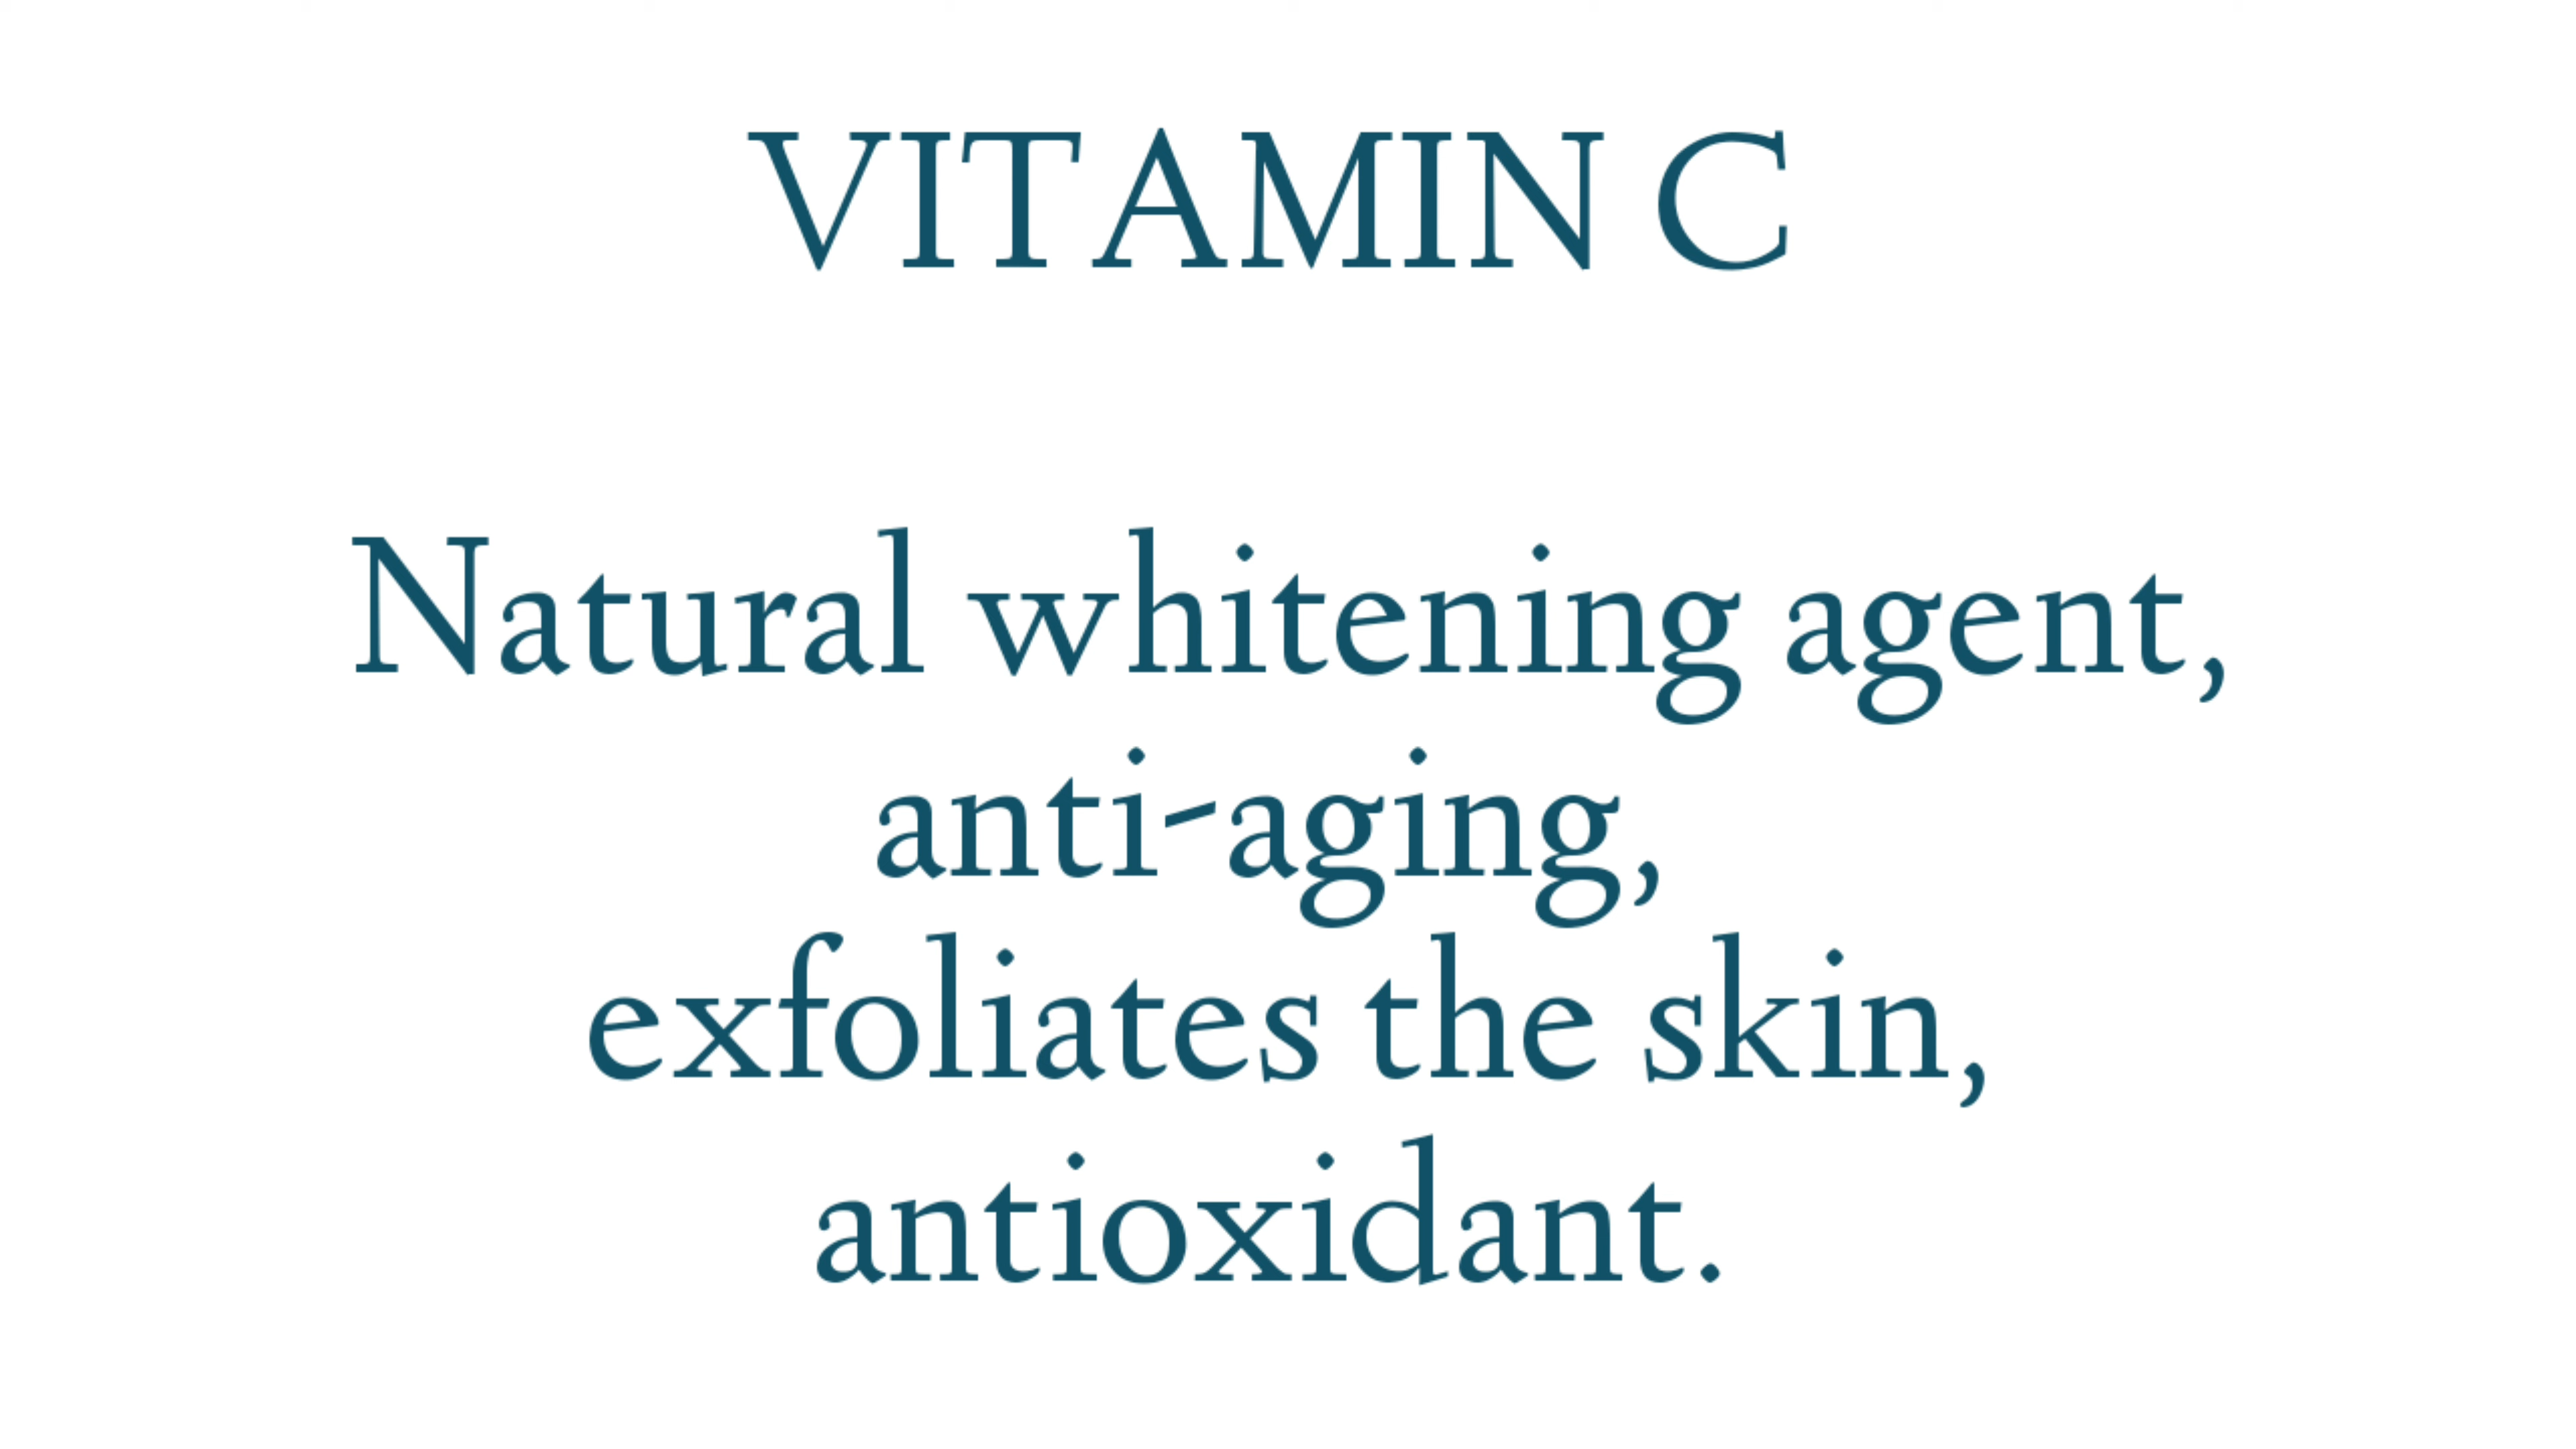 VITAMIN C
Natural whitening agent,
anti-aging,
exfoliates the skin,
antioxidant.